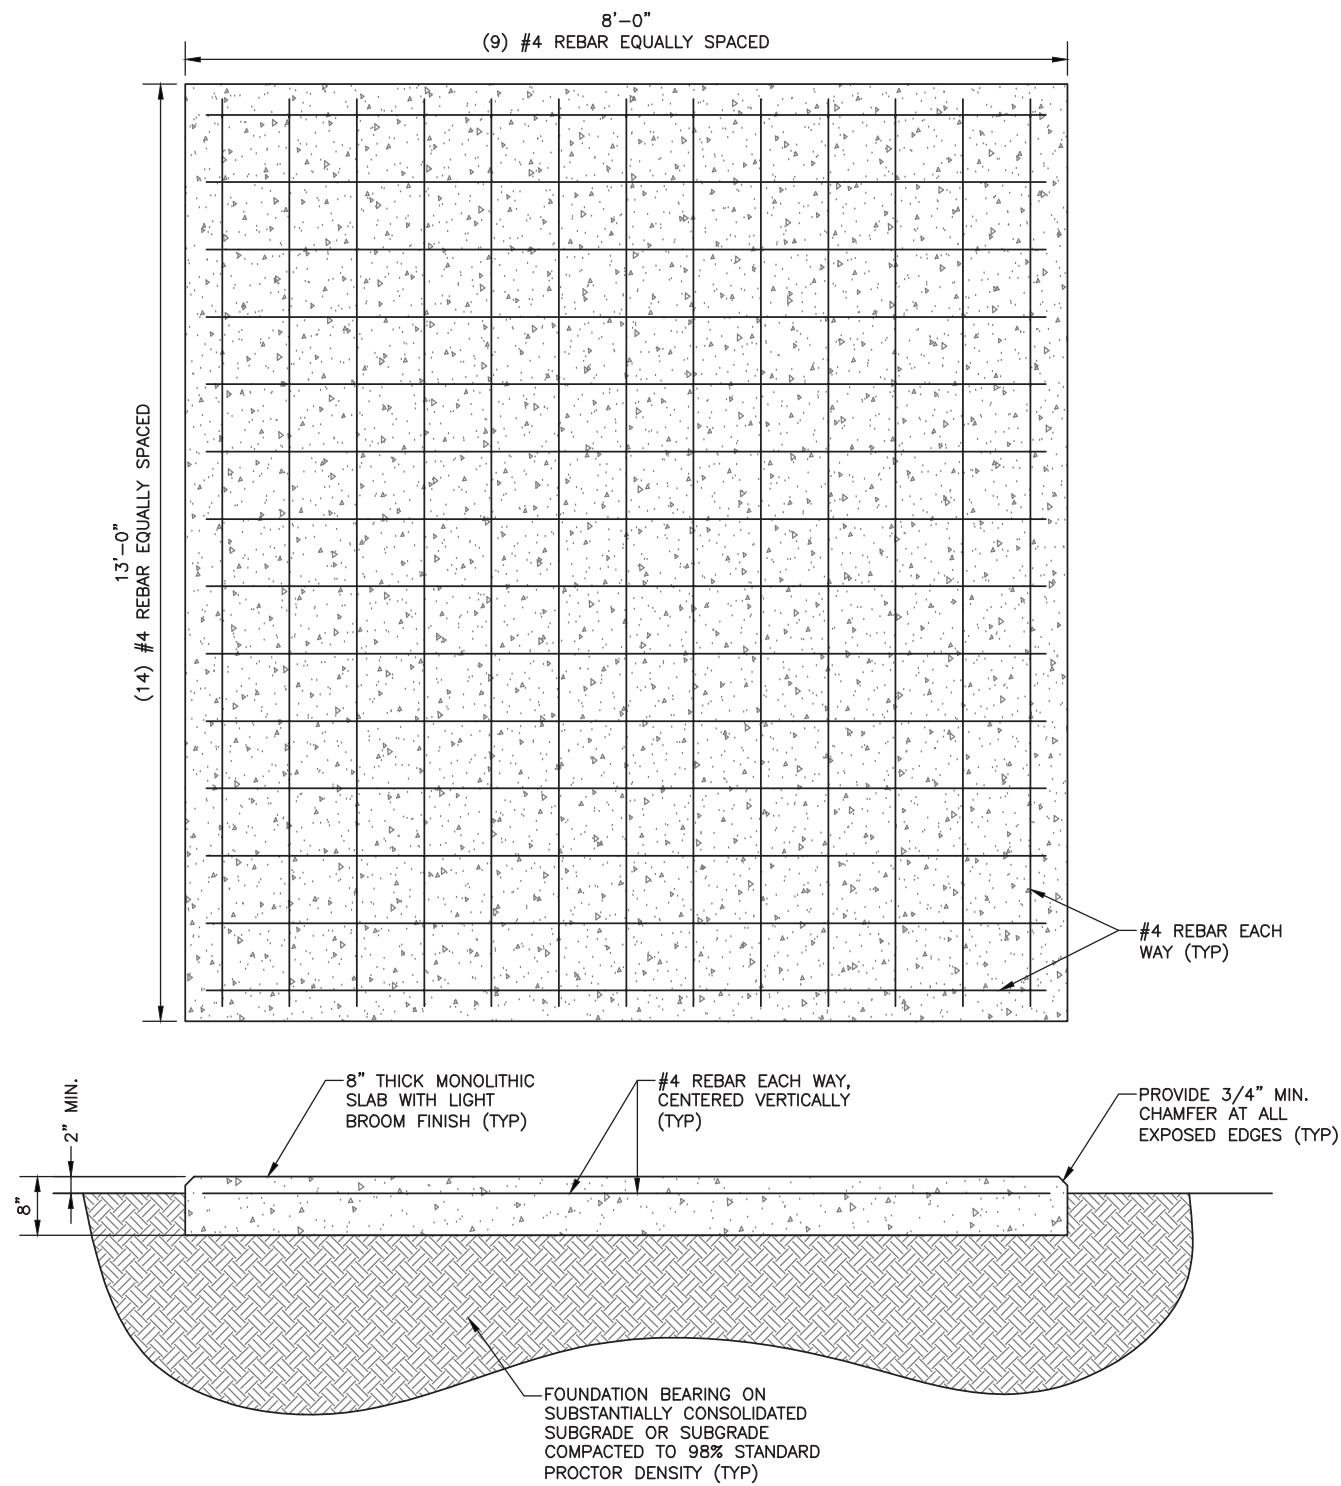 8'-0"
(9) #4 REBAR EQUALLY SPACED
13'-0"
(14) #4 REBAR EQUALLY SPACED
#4 REBAR EACH
WAY (TYP)
2" MIN.
8"
8" THICK MONOLITHIC
SLAB WITH LIGHT
BROOM FINISH (TYP)
#4 REBAR EACH WAY,
CENTERED VERTICALLY
(TYP)
PROVIDE 3/4" MIN.
CHAMFER AT ALL
EXPOSED EDGES (TYP)
FOUNDATION BEARING ON
SUBSTANTIALLY CONSOLIDATED
SUBGRADE OR SUBGRADE
COMPACTED TO 98% STANDARD
PROCTOR DENSITY (TYP)